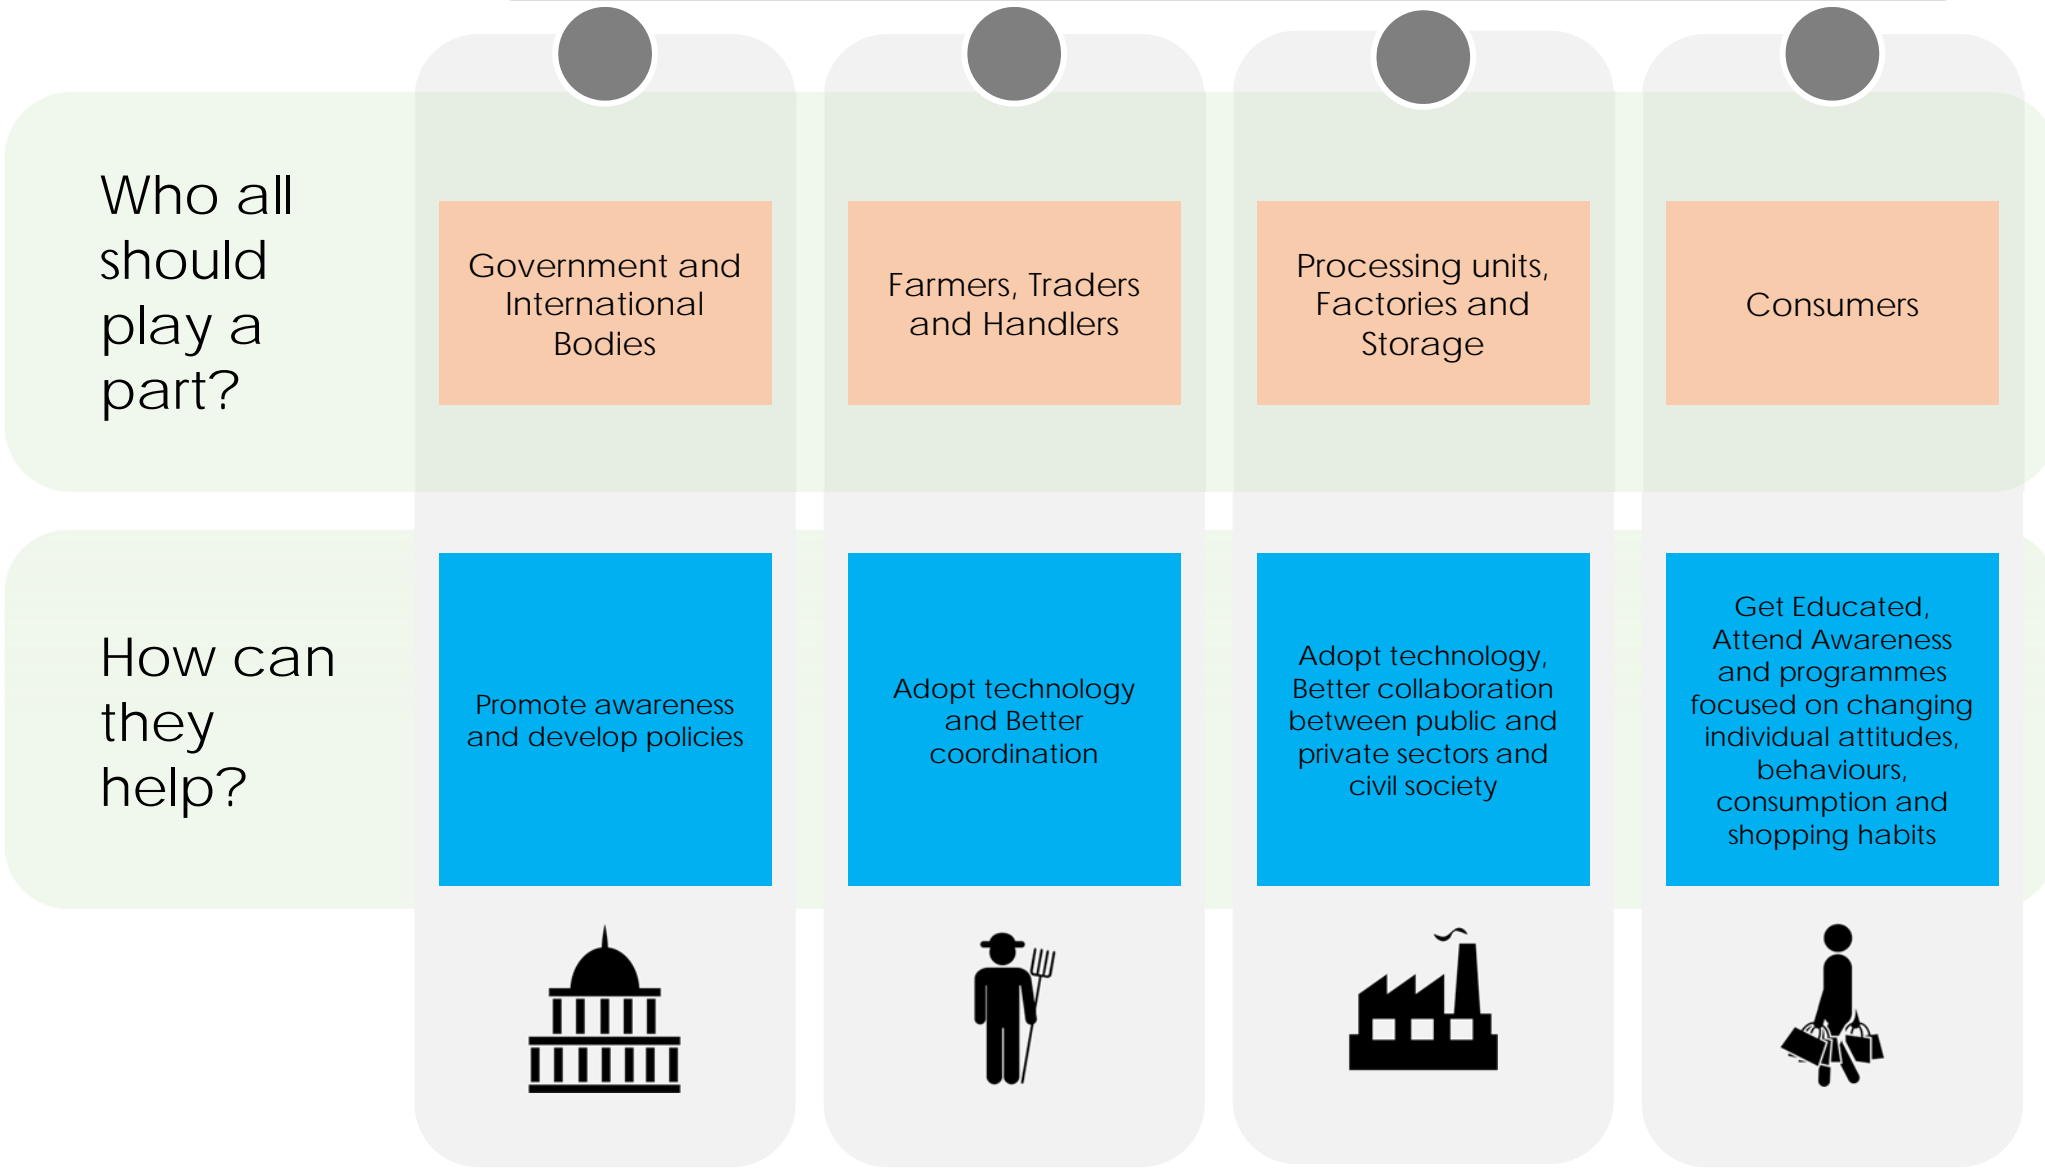 Who all
should
play a
part?
Government and
International
Bodies
Farmers, Traders
and Handlers
Processing units,
Factories and
Storage
Consumers
How can
they
help?
Promote awareness
and develop policies
Adopt technology
and Better
coordination
Adopt technology,
Better collaboration
between public and
private sectors and
civil society
Get Educated,
Attend Awareness
and programmes
focused on changing
individual attitudes,
behaviours,
consumption and
shopping habits